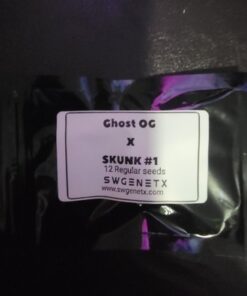 Ghost OG
X
SKUNK #1
12 Regular seeds
SWGENETX
www.swgenetx.com